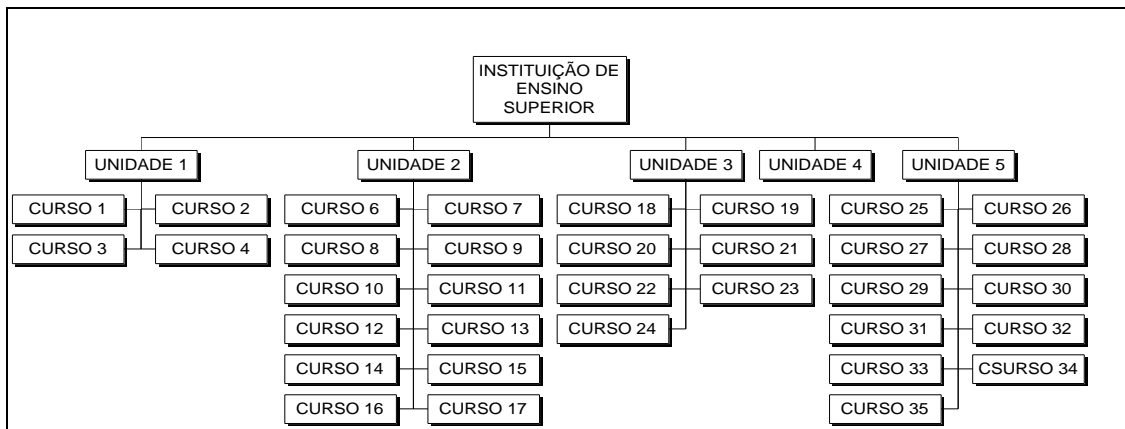 INSTITUIÇÃO DE
ENSINO
SUPERIOR
UNIDADE 1
UNIDADE 2
UNIDADE 3
UNIDADE 4
UNIDADE 5
CURSO 1
CURSO 2
CURSO 3
CURSO 4
CURSO 6
CURSO 7
CURSO 8
CURSO 9
CURSO 10
CURSO 11
CURSO 12
CURSO 13
CURSO 14
CURSO 15
CURSO 16
CURSO 17
CURSO 18
CURSO 19
CURSO 20
CURSO 21
CURSO 22
CURSO 23
CURSO 24
CURSO 25
CURSO 26
CURSO 27
CURSO 28
CURSO 29
CURSO 30
CURSO 31
CURSO 32
CURSO 33
CSURSO 34
CURSO 35